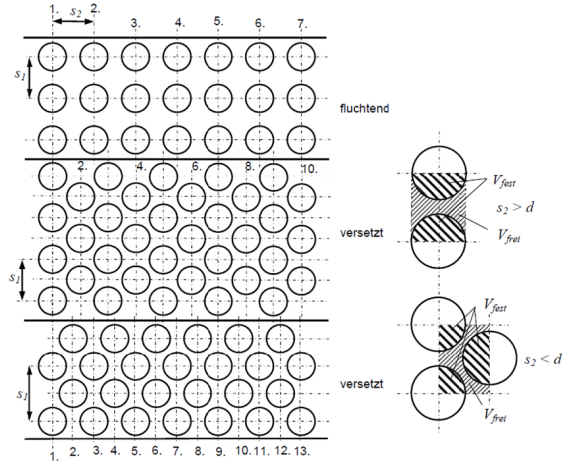 1. s2 2. 3. 4. 5. 6. 7.
s1
fluchtend
2. 4. 6. 8. 10.
versetzt
s1
s1
versetzt
1. 2. 3. 4. 5. 6. 7. 8. 9. 10. 11. 12. 13.
Vfest
s2 > d
Vfrei
Vfest
s2 < d
Vfrei